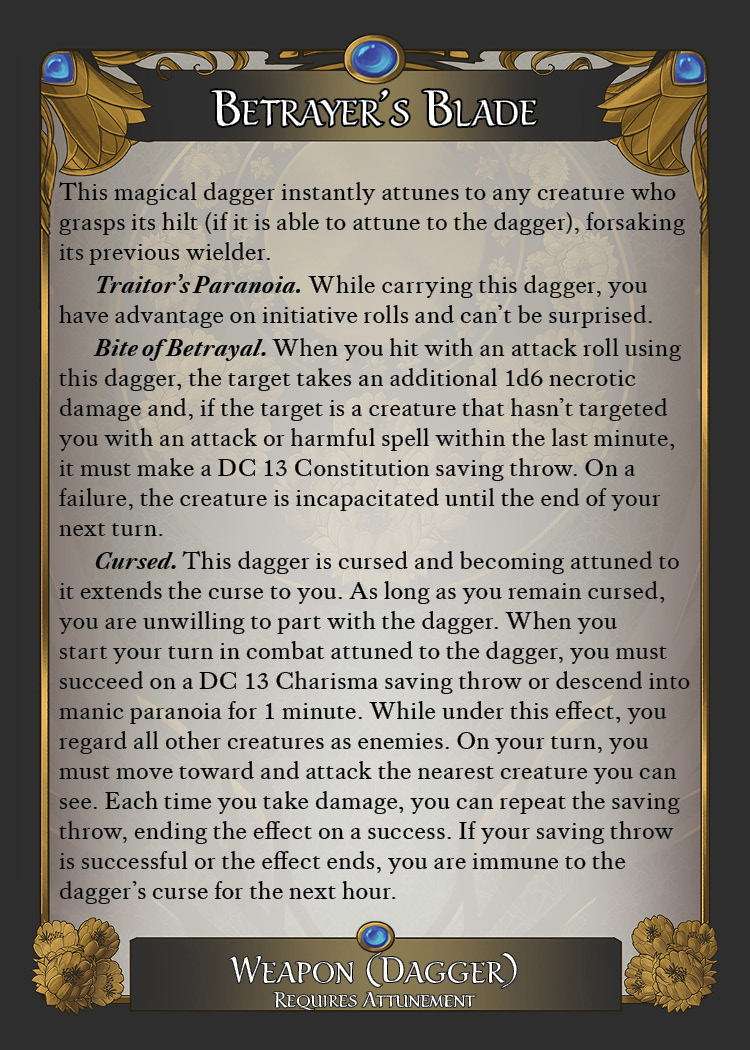 Betrayer's Blade
This magical dagger instantly attunes to any creature who
grasps its hilt (if it is able to attune to the dagger), forsaking
its previous wielder.
Traitor's Paranoia. While carrying this dagger, you
have advantage on initiative rolls and can't be surprised.
Bite of Betrayal. When you hit with an attack roll using
this dagger, the target takes an additional 1d6 necrotic
damage and, if the target is a creature that hasn't targeted
you with an attack or harmful spell within the last minute,
it must make a DC 13 Constitution saving throw. On a
failure, the creature is incapacitated until the end of your
next turn.
Cursed. This dagger is cursed and becoming attuned to
it extends the curse to you. As long as you remain cursed,
you are unwilling to part with the dagger. When you
start your turn in combat attuned to the dagger, you must
succeed on a DC 13 Charisma saving throw or descend into
manic paranoia for 1 minute. While under this effect, you
regard all other creatures as enemies. On your turn, you
must move toward and attack the nearest creature you can
see. Each time you take damage, you can repeat the saving
throw, ending the effect on a success. If your saving throw
is successful or the effect ends, you are immune to the
dagger's curse for the next hour.
Weapon (Dagger)
Requires Attunement